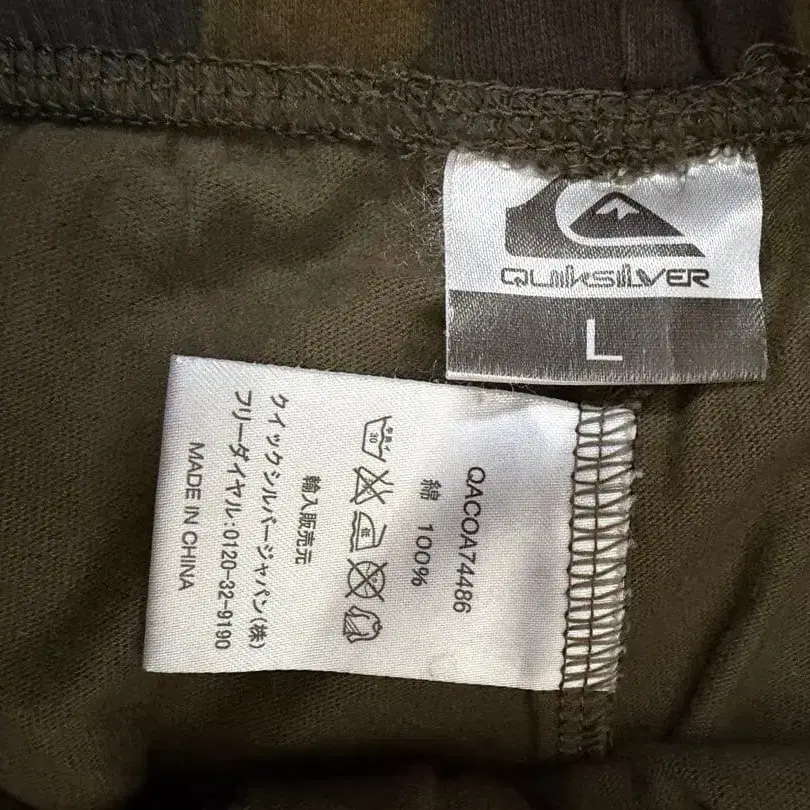 QUIKSILVER
L
QACOA74486
綿 100%
30
輸入販売元
クイックシルバージャパン(株)
フリーダイヤル:0120-32-9190
MADE IN CHINA